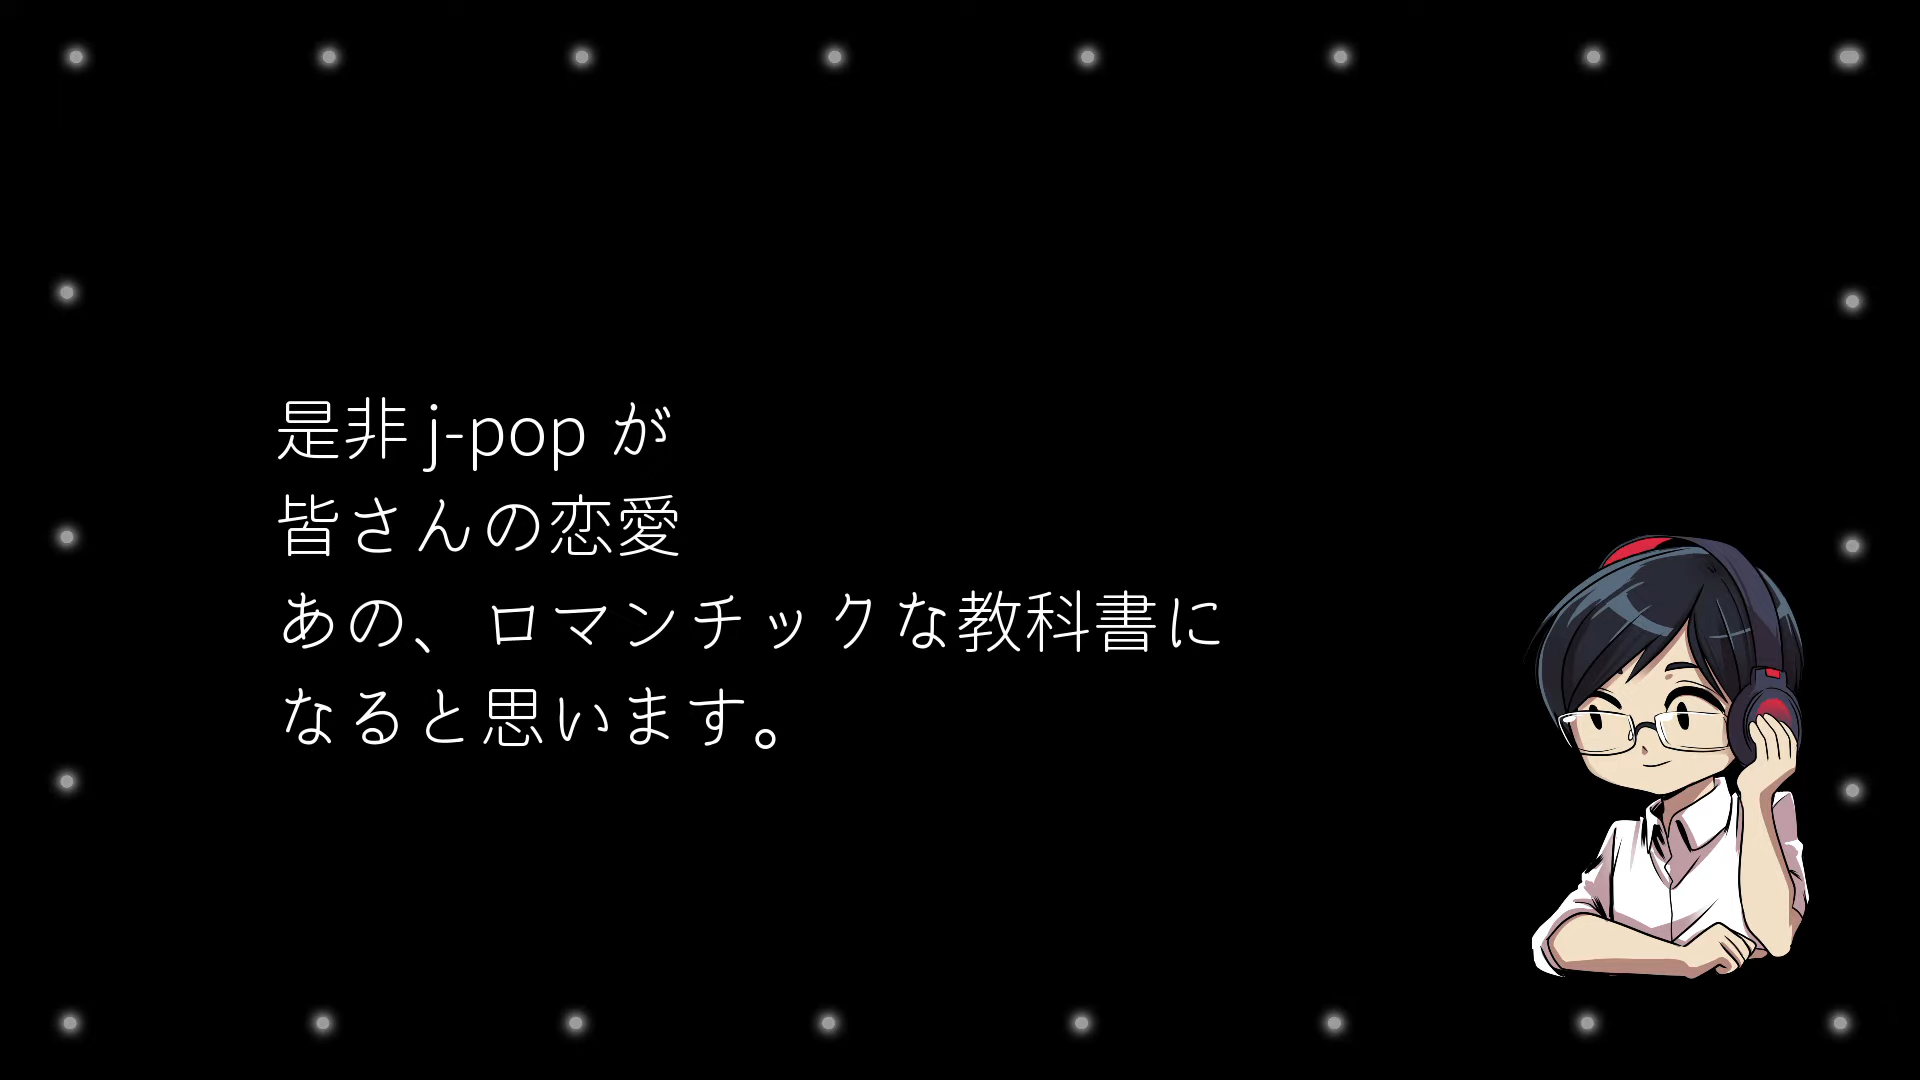 是非 j-pop が
皆さんの恋愛
あの、ロマンチックな教科書に
なると思います。